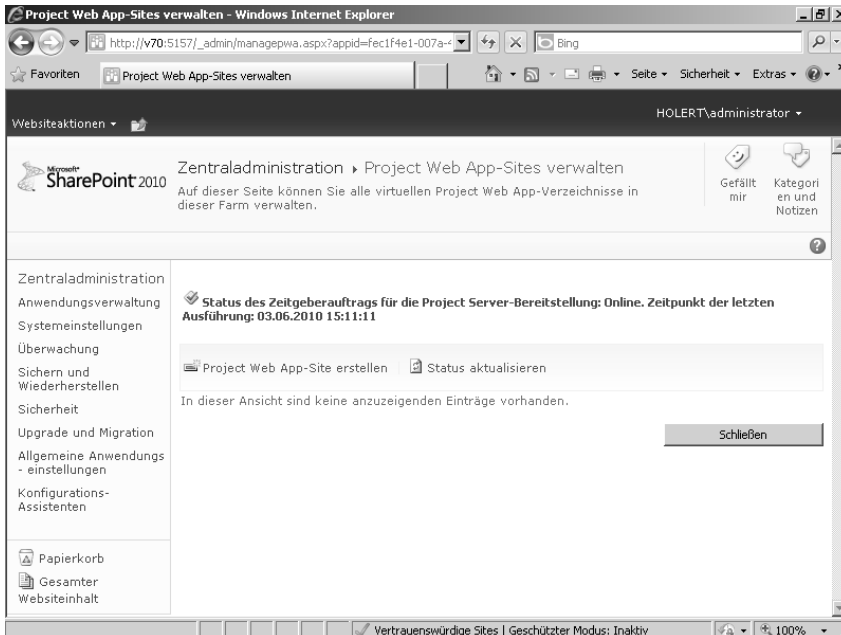 Project Web App-Sites verwalten - Windows Internet Explorer
http://v70:5157/_admin/managepwa.aspx?appid=fec1f4e1-007a-
Bing
Favoriten
Project Web App-Sites verwalten
Seite
Sicherheit
Extras
Websiteaktionen
HOLERT\administrator
Microsoft
SharePoint 2010
Zentraladministration ▸ Project Web App-Sites verwalten
Auf dieser Seite können Sie alle virtuellen Project Web App-Verzeichnisse in
dieser Farm verwalten.
Gefällt
mir
Kategori
en und
Notizen
Zentraladministration
Anwendungsverwaltung
Systemeinstellungen
Überwachung
Sichern und
Wiederherstellen
Sicherheit
Upgrade und Migration
Allgemeine Anwendungs
- einstellungen
Konfigurations-
Assistenten
Papierkorb
Gesamter
Websiteinhalt
Status des Zeitgeberauftrags für die Project Server-Bereitstellung: Online. Zeitpunkt der letzten
Ausführung: 03.06.2010 15:11:11
Project Web App-Site erstellen
Status aktualisieren
In dieser Ansicht sind keine anzuzeigenden Einträge vorhanden.
Schließen
Vertrauenswürdige Sites | Geschützter Modus: Inaktiv
100%